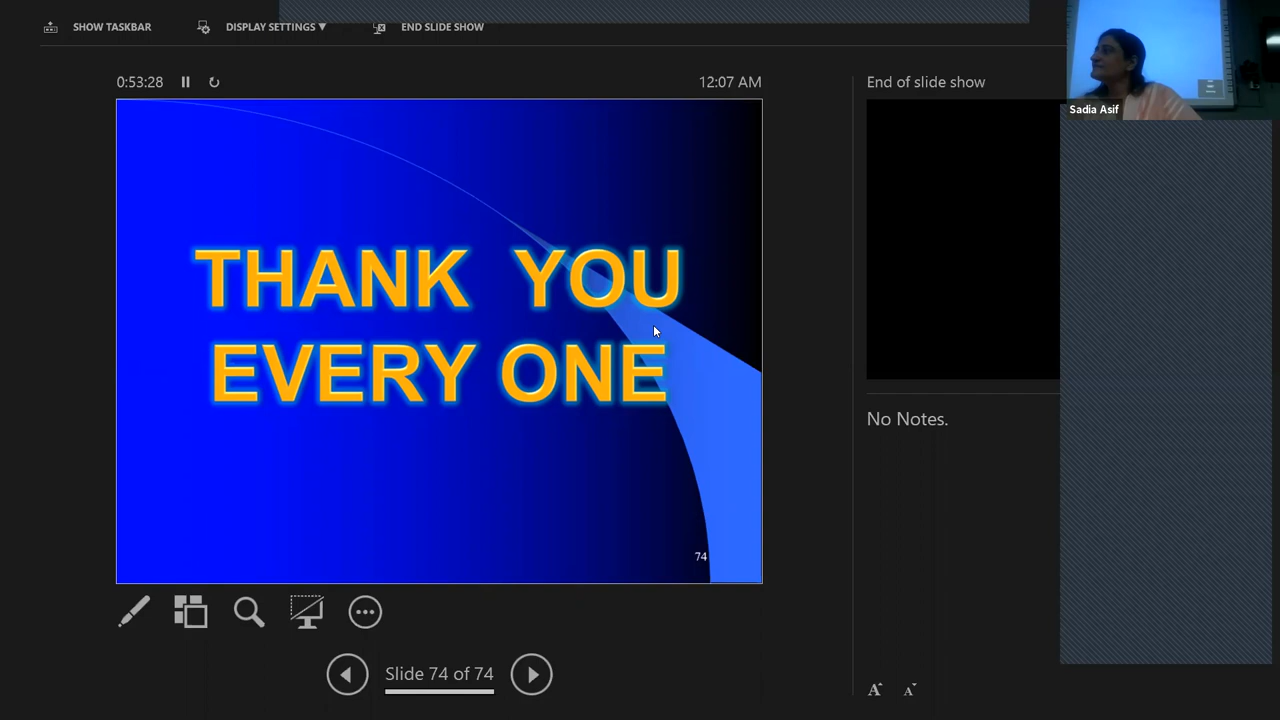 SHOW TASKBAR
DISPLAY SETTINGS ▼
END SLIDE SHOW
0:53:28
12:07 AM
End of slide show
Sadia Asif
THANK YOU
EVERY ONE
74
No Notes.
Slide 74 of 74
A A